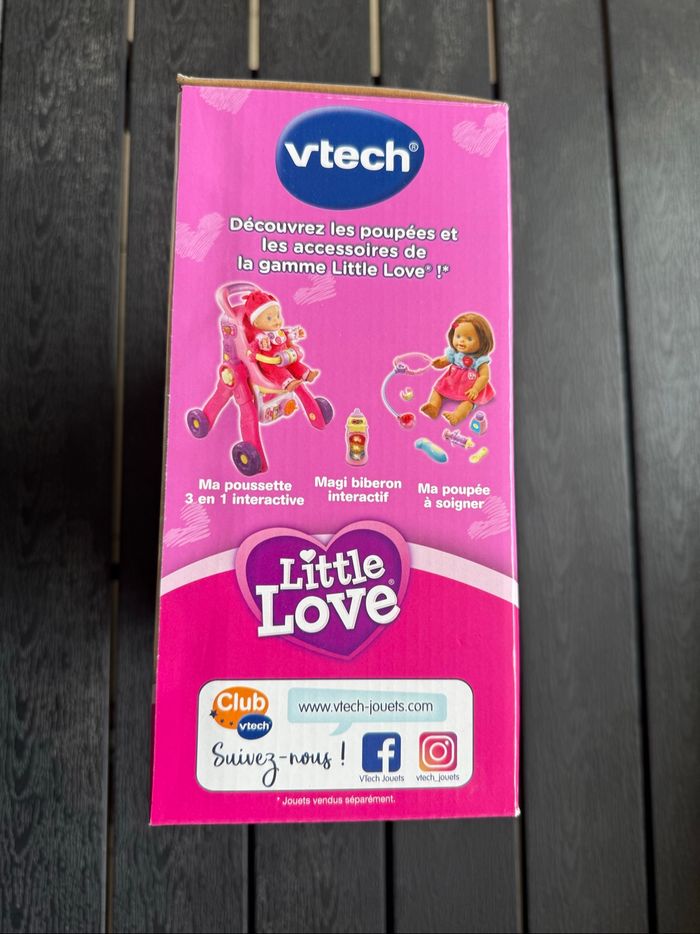 vtech®
Découvrez les poupées et
les accessoires de
la gamme Little Love® !*
Ma poussette
3 en 1 interactive
Magi biberon
interactif
Ma poupée
à soigner
Little
Love®
Club
vtech®
www.vtech-jouets.com
Suivez-nous !
VTech Jouets
vtech_jouets
* Jouets vendus séparément.